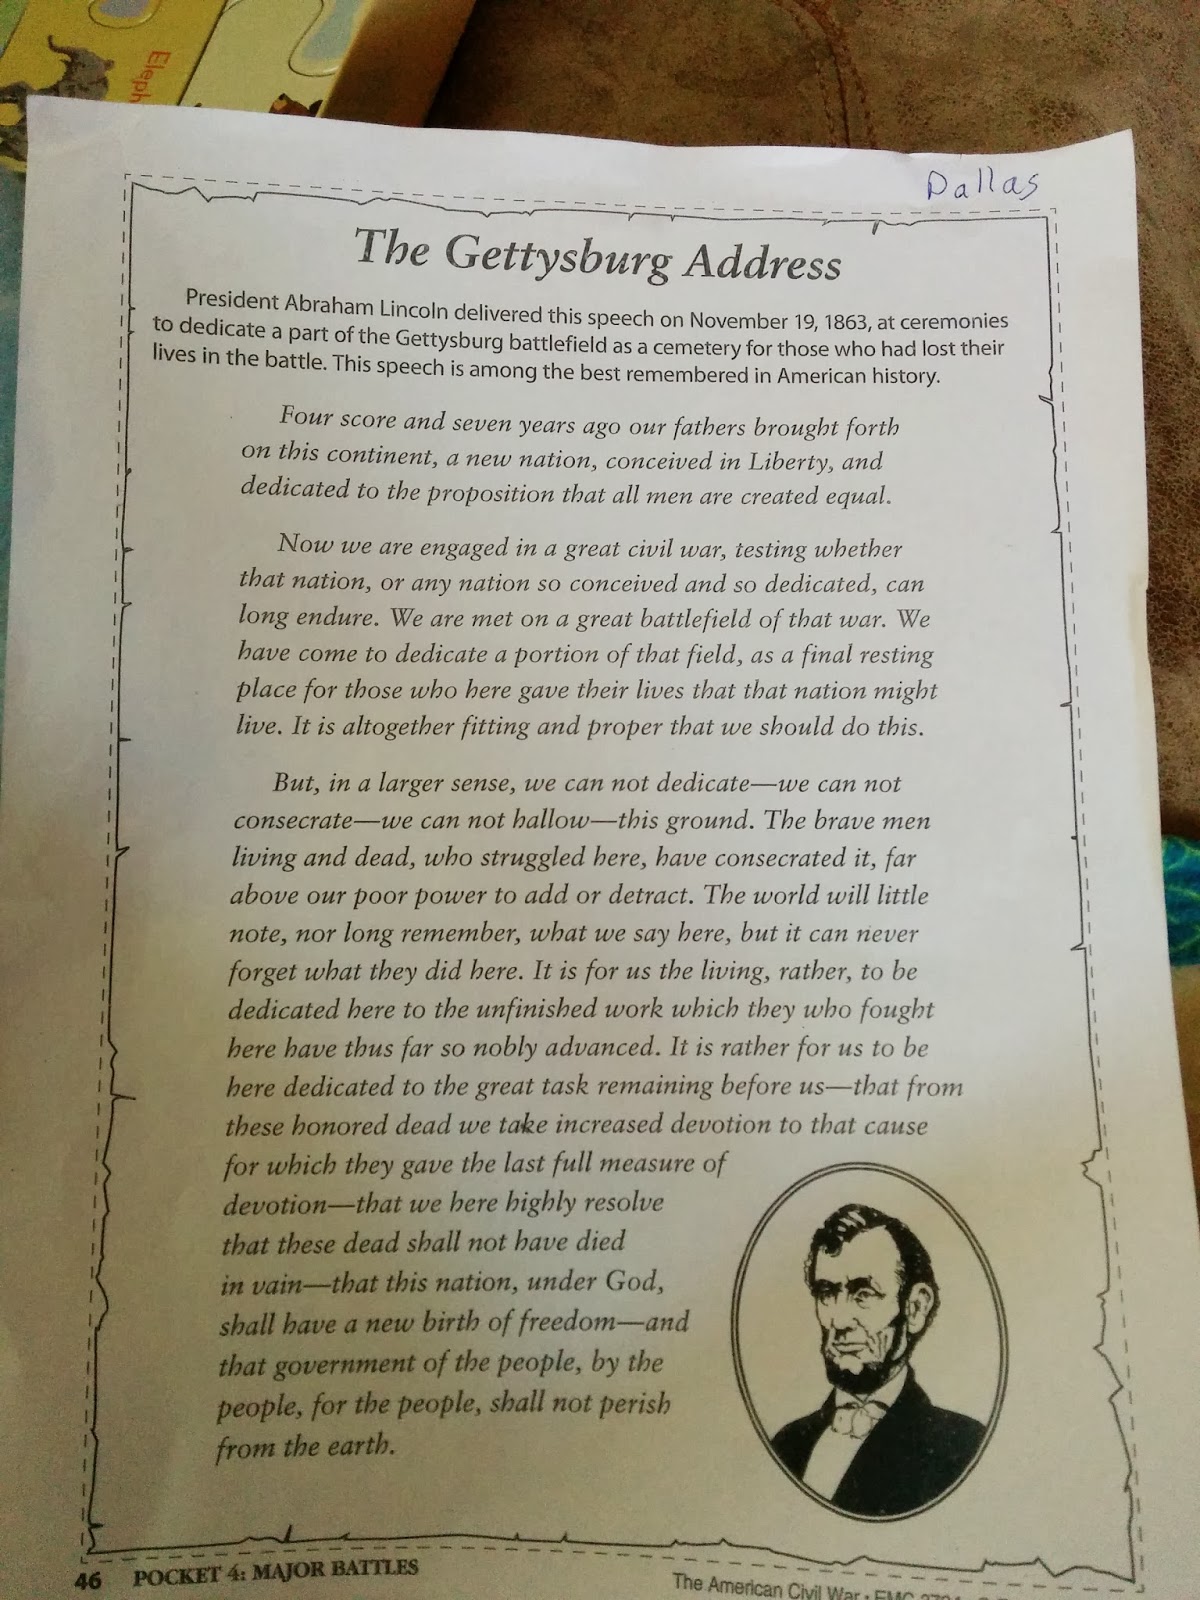 Eleph
Dallas
The Gettysburg Address
President Abraham Lincoln delivered this speech on November 19, 1863, at ceremonies
to dedicate a part of the Gettysburg battlefield as a cemetery for those who had lost their
lives in the battle. This speech is among the best remembered in American history.
Four score and seven years ago our fathers brought forth
on this continent, a new nation, conceived in Liberty, and
dedicated to the proposition that all men are created equal.
Now we are engaged in a great civil war, testing whether
that nation, or any nation so conceived and so dedicated, can
long endure. We are met on a great battlefield of that war. We
have come to dedicate a portion of that field, as a final resting
place for those who here gave their lives that that nation might
live. It is altogether fitting and proper that we should do this.
But, in a larger sense, we can not dedicate—we can not
consecrate—we can not hallow—this ground. The brave men
living and dead, who struggled here, have consecrated it, far
above our poor power to add or detract. The world will little
note, nor long remember, what we say here, but it can never
forget what they did here. It is for us the living, rather, to be
dedicated here to the unfinished work which they who fought
here have thus far so nobly advanced. It is rather for us to be
here dedicated to the great task remaining before us—that from
these honored dead we take increased devotion to that cause
for which they gave the last full measure of
devotion—that we here highly resolve
that these dead shall not have died
in vain—that this nation, under God,
shall have a new birth of freedom—and
that government of the people, by the
people, for the people, shall not perish
from the earth.
46 POCKET 4: MAJOR BATTLES
The American Civil War • EMC